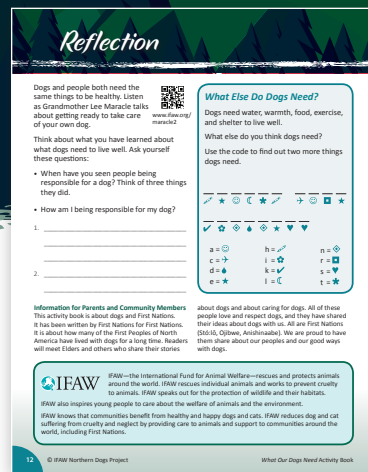 Reflection
Dogs and people both need the
same things to be healthy. Listen
as Grandmother Lee Maracle talks
about getting ready to take care
of your own dog.
www.ifaw.org/
maracle2
Think about what you have learned about
what dogs need to live well. Ask yourself
these questions:
• When have you seen people being
responsible for a dog? Think of three things
they did.
• How am I being responsible for my dog?
1.
2.
What Else Do Dogs Need?
Dogs need water, warmth, food, exercise,
and shelter to live well.
What else do you think dogs need?
Use the code to find out two more things
dogs need.
a =
h =
n =
c =
i =
r =
d =
k =
s =
e =
l =
t =
Information for Parents and Community Members
This activity book is about dogs and First Nations.
It has been written by First Nations for First Nations.
It is about how many of the First Peoples of North
America have lived with dogs for a long time. Readers
will meet Elders and others who share their stories
about dogs and about caring for dogs. All of these
people love and respect dogs, and they have shared
their ideas about dogs with us. All are First Nations
(Stó:lō, Ojibwe, Anishinaabe). We are proud to have
them share about our peoples and our good ways
with dogs.
IFAW
IFAW—the International Fund for Animal Welfare—rescues and protects animals
around the world. IFAW rescues individual animals and works to prevent cruelty
to animals. IFAW speaks out for the protection of wildlife and their habitats.
IFAW also inspires young people to care about the welfare of animals and the environment.
IFAW knows that communities benefit from healthy and happy dogs and cats. IFAW reduces dog and cat
suffering from cruelty and neglect by providing care to animals and support to communities around the
world, including First Nations.
12 © IFAW Northern Dogs Project
What Our Dogs Need Activity Book